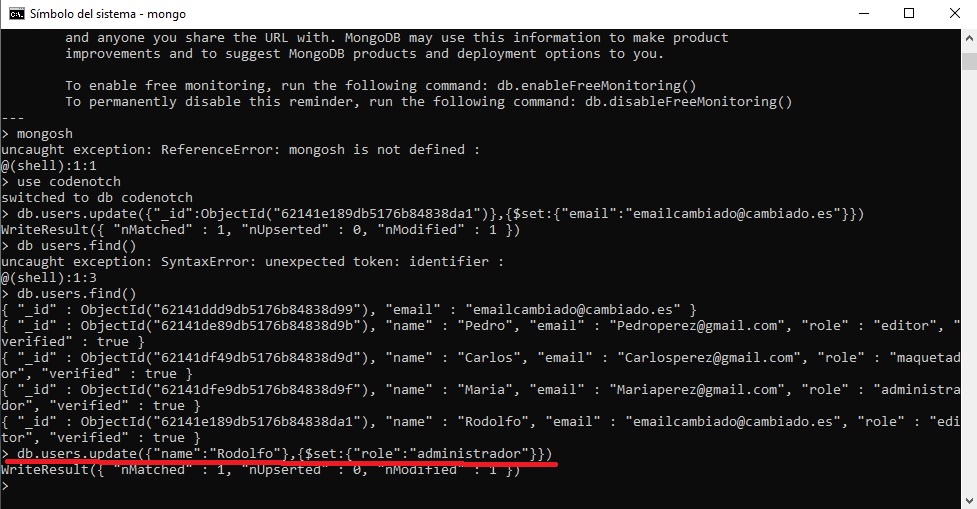 Símbolo del sistema - mongo
and anyone you share the URL with. MongoDB may use this information to make product
improvements and to suggest MongoDB products and deployment options to you.
To enable free monitoring, run the following command: db.enableFreeMonitoring()
To permanently disable this reminder, run the following command: db.disableFreeMonitoring()
---
> mongosh
uncaught exception: ReferenceError: mongosh is not defined :
@(shell):1:1
> use codenotch
switched to db codenotch
> db.users.update({"_id":ObjectId("62141e189db5176b84838da1")},{$set:{"email":"emailcambiado@cambiado.es"}})
WriteResult({ "nMatched" : 1, "nUpserted" : 0, "nModified" : 1 })
> db users.find()
uncaught exception: SyntaxError: unexpected token: identifier :
@(shell):1:3
> db.users.find()
{ "_id" : ObjectId("62141ddd9db5176b84838d99"), "email" : "emailcambiado@cambiado.es" }
{ "_id" : ObjectId("62141de89db5176b84838d9b"), "name" : "Pedro", "email" : "Pedroperez@gmail.com", "role" : "editor", "
verified" : true }
{ "_id" : ObjectId("62141df49db5176b84838d9d"), "name" : "Carlos", "email" : "Carlosperez@gmail.com", "role" : "maquetad
or", "verified" : true }
{ "_id" : ObjectId("62141dfe9db5176b84838d9f"), "name" : "Maria", "email" : "Mariaperez@gmail.com", "role" : "administra
dor", "verified" : true }
{ "_id" : ObjectId("62141e189db5176b84838da1"), "name" : "Rodolfo", "email" : "emailcambiado@cambiado.es", "role" : "edi
tor", "verified" : true }
> db.users.update({"name":"Rodolfo"},{$set:{"role":"administrador"}})
WriteResult({ "nMatched" : 1, "nUpserted" : 0, "nModified" : 1 })
>